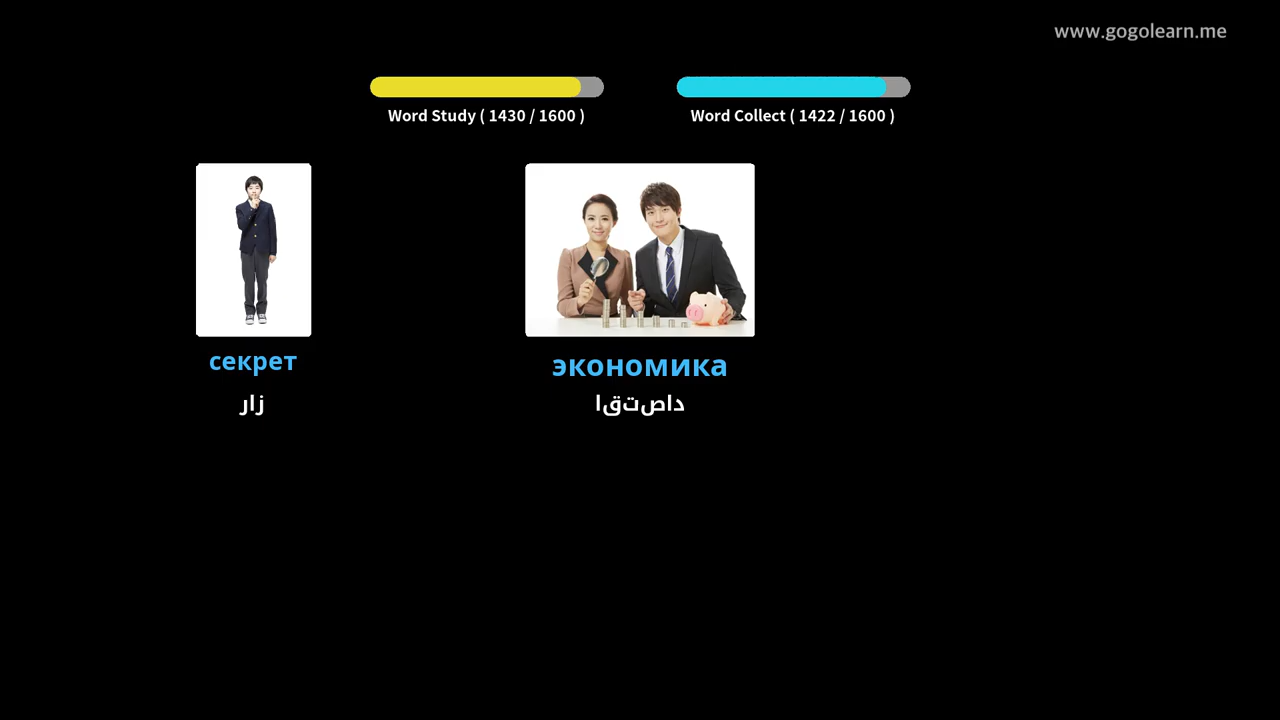 www.gogolearn.me
Word Study ( 1430 / 1600 )
Word Collect ( 1422 / 1600 )
секрет
راز
экономика
اقتصاد